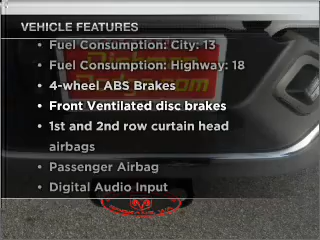 VEHICLE FEATURES
• Fuel Consumption: City: 13
• Fuel Consumption: Highway: 18
• 4-wheel ABS Brakes
• Front Ventilated disc brakes
• 1st and 2nd row curtain head
airbags
• Passenger Airbag
• Digital Audio Input